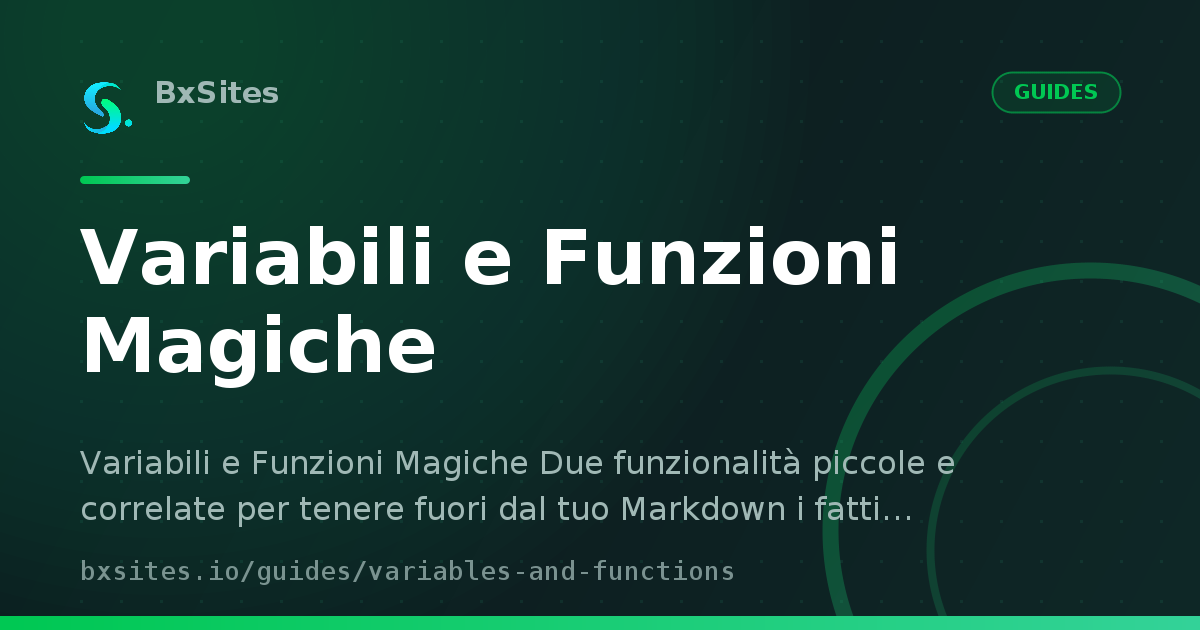 BxSites
GUIDES
Variabili e Funzioni
Magiche
Variabili e Funzioni Magiche Due funzionalità piccole e
correlate per tenere fuori dal tuo Markdown i fatti…
bxsites.io/guides/variables-and-functions